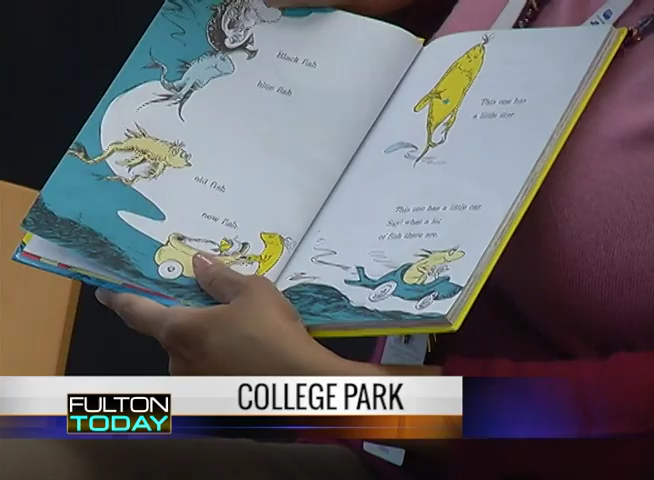 Black fish
blue fish
old fish
new fish.
This one has
a little star.
This one has a little car.
Say! what a lot
of fish there are.
FULTON
TODAY
COLLEGE PARK